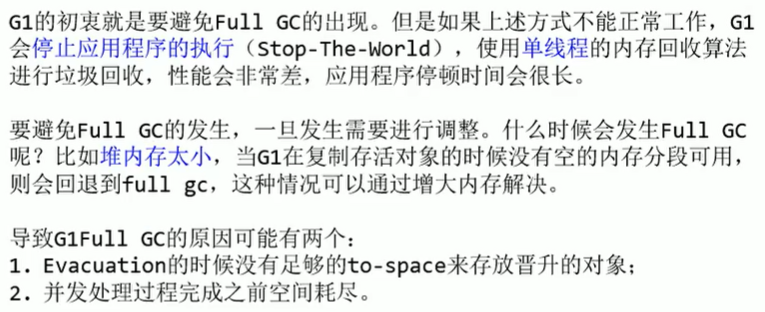 G1的初衷就是要避免Full GC的出现。但是如果上述方式不能正常工作，G1
会停止应用程序的执行（Stop-The-World），使用单线程的内存回收算法
进行垃圾回收，性能会非常差，应用程序停顿时间会很长。
要避免Full GC的发生，一旦发生需要进行调整。什么时候会发生Full GC
呢？比如堆内存太小，当G1在复制存活对象的时候没有空的内存分段可用，
则会回退到full gc，这种情况可以通过增大内存解决。
导致G1Full GC的原因可能有两个：
1. Evacuation的时候没有足够的to-space来存放晋升的对象；
2. 并发处理过程完成之前空间耗尽。